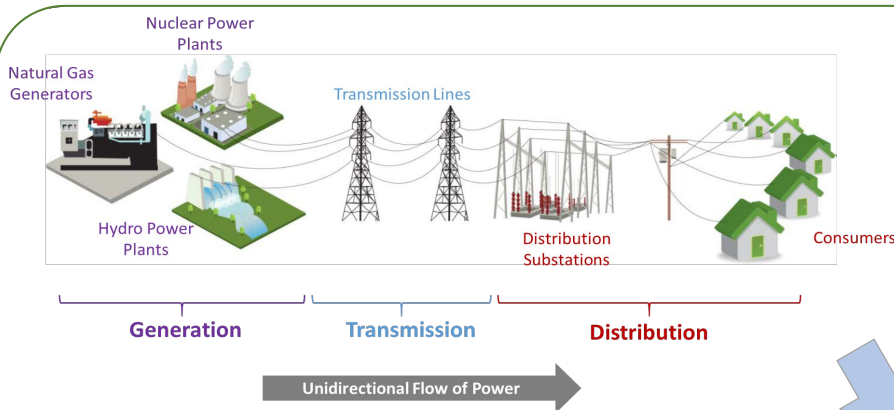 Nuclear Power
Plants
Natural Gas
Generators
Transmission Lines
Hydro Power
Plants
Distribution
Substations
Consumers
Generation
Transmission
Distribution
Unidirectional Flow of Power